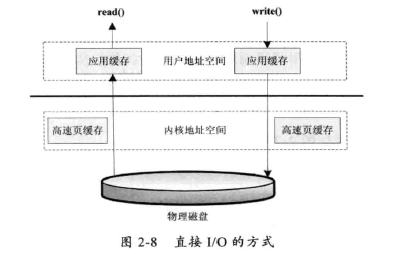 read()
write()
应用缓存
用户地址空间
应用缓存
高速页缓存
内核地址空间
高速页缓存
物理磁盘
图 2-8 直接 I/O 的方式